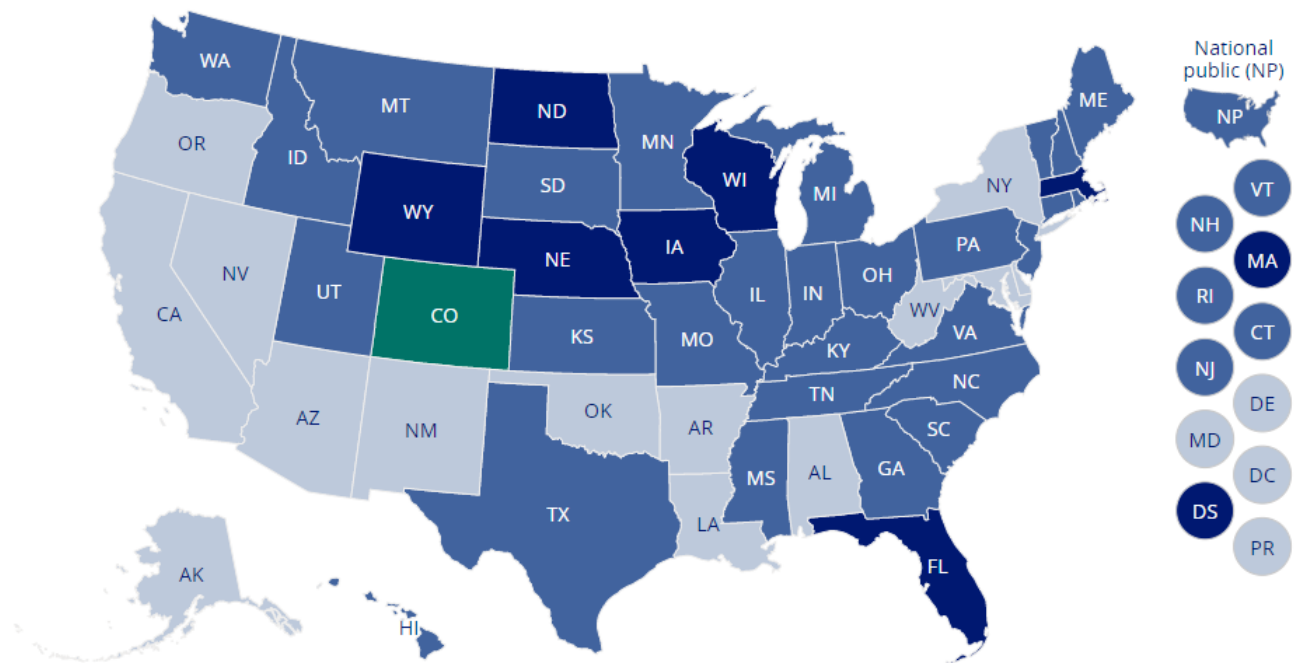 National
public (NP)
WA
MT
ND
ME
NP
OR
ID
MN
SD
WI
MI
NY
VT
WY
NH
IA
PA
MA
NE
NV
UT
IL
IN
OH
RI
CA
CO
WV
CT
KS
MO
KY
VA
NJ
TN
NC
DE
OK
AZ
NM
AR
SC
MD
MS
AL
GA
DC
TX
LA
DS
PR
AK
FL
HI